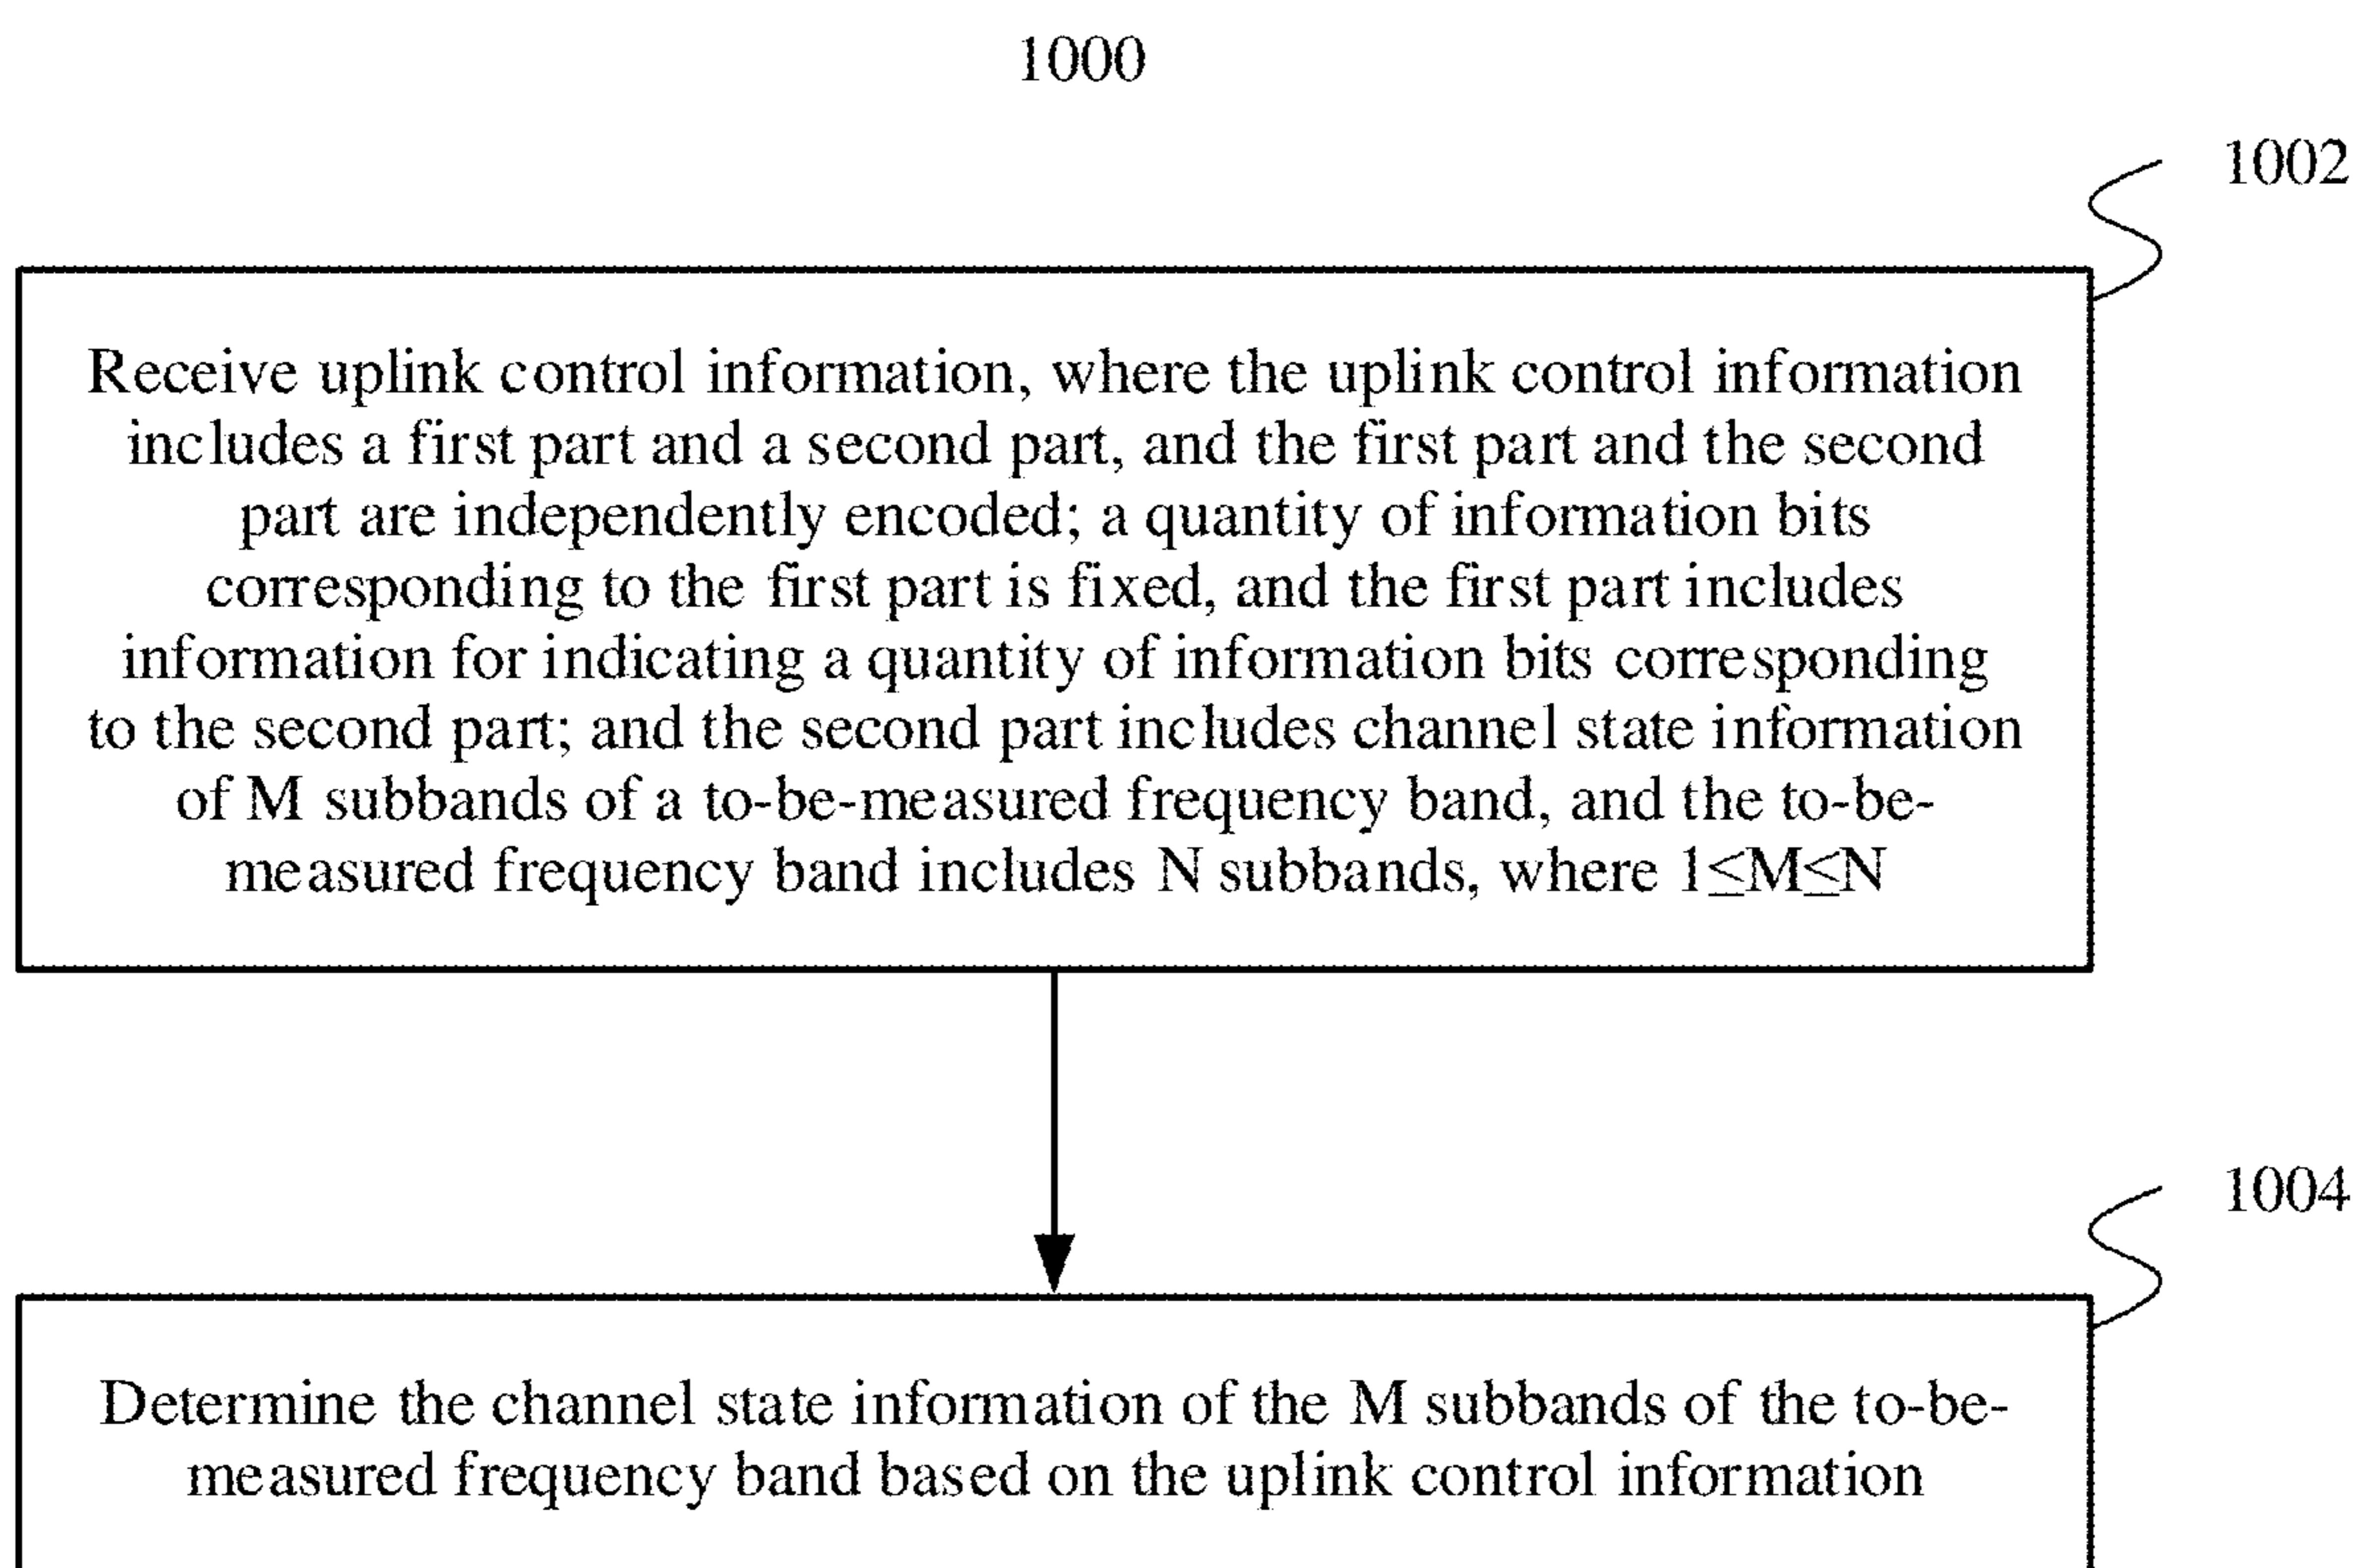 1000
1002
Receive uplink control information, where the uplink control information
includes a first part and a second part, and the first part and the second
part are independently encoded; a quantity of information bits
corresponding to the first part is fixed, and the first part includes
information for indicating a quantity of information bits corresponding
to the second part; and the second part includes channel state information
of M subbands of a to-be-measured frequency band, and the to-be-
measured frequency band includes N subbands, where 1≤M≤N
1004
Determine the channel state information of the M subbands of the to-be-
measured frequency band based on the uplink control information